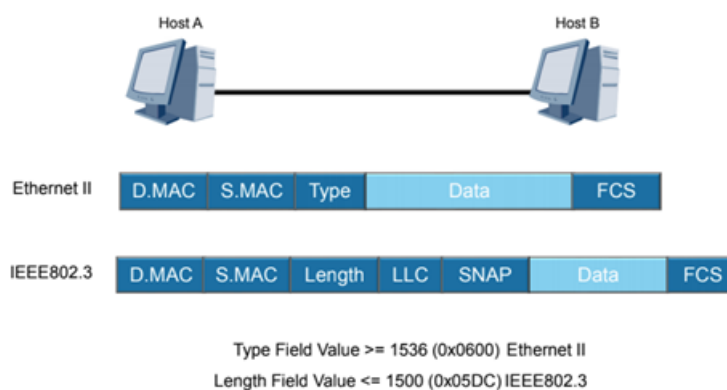 Host A Host B
Ethernet II D.MAC S.MAC Type Data FCS
IEEE802.3 D.MAC S.MAC Length LLC SNAP Data FCS
Type Field Value >= 1536 (0x0600) Ethernet II
Length Field Value <= 1500 (0x05DC) IEEE802.3